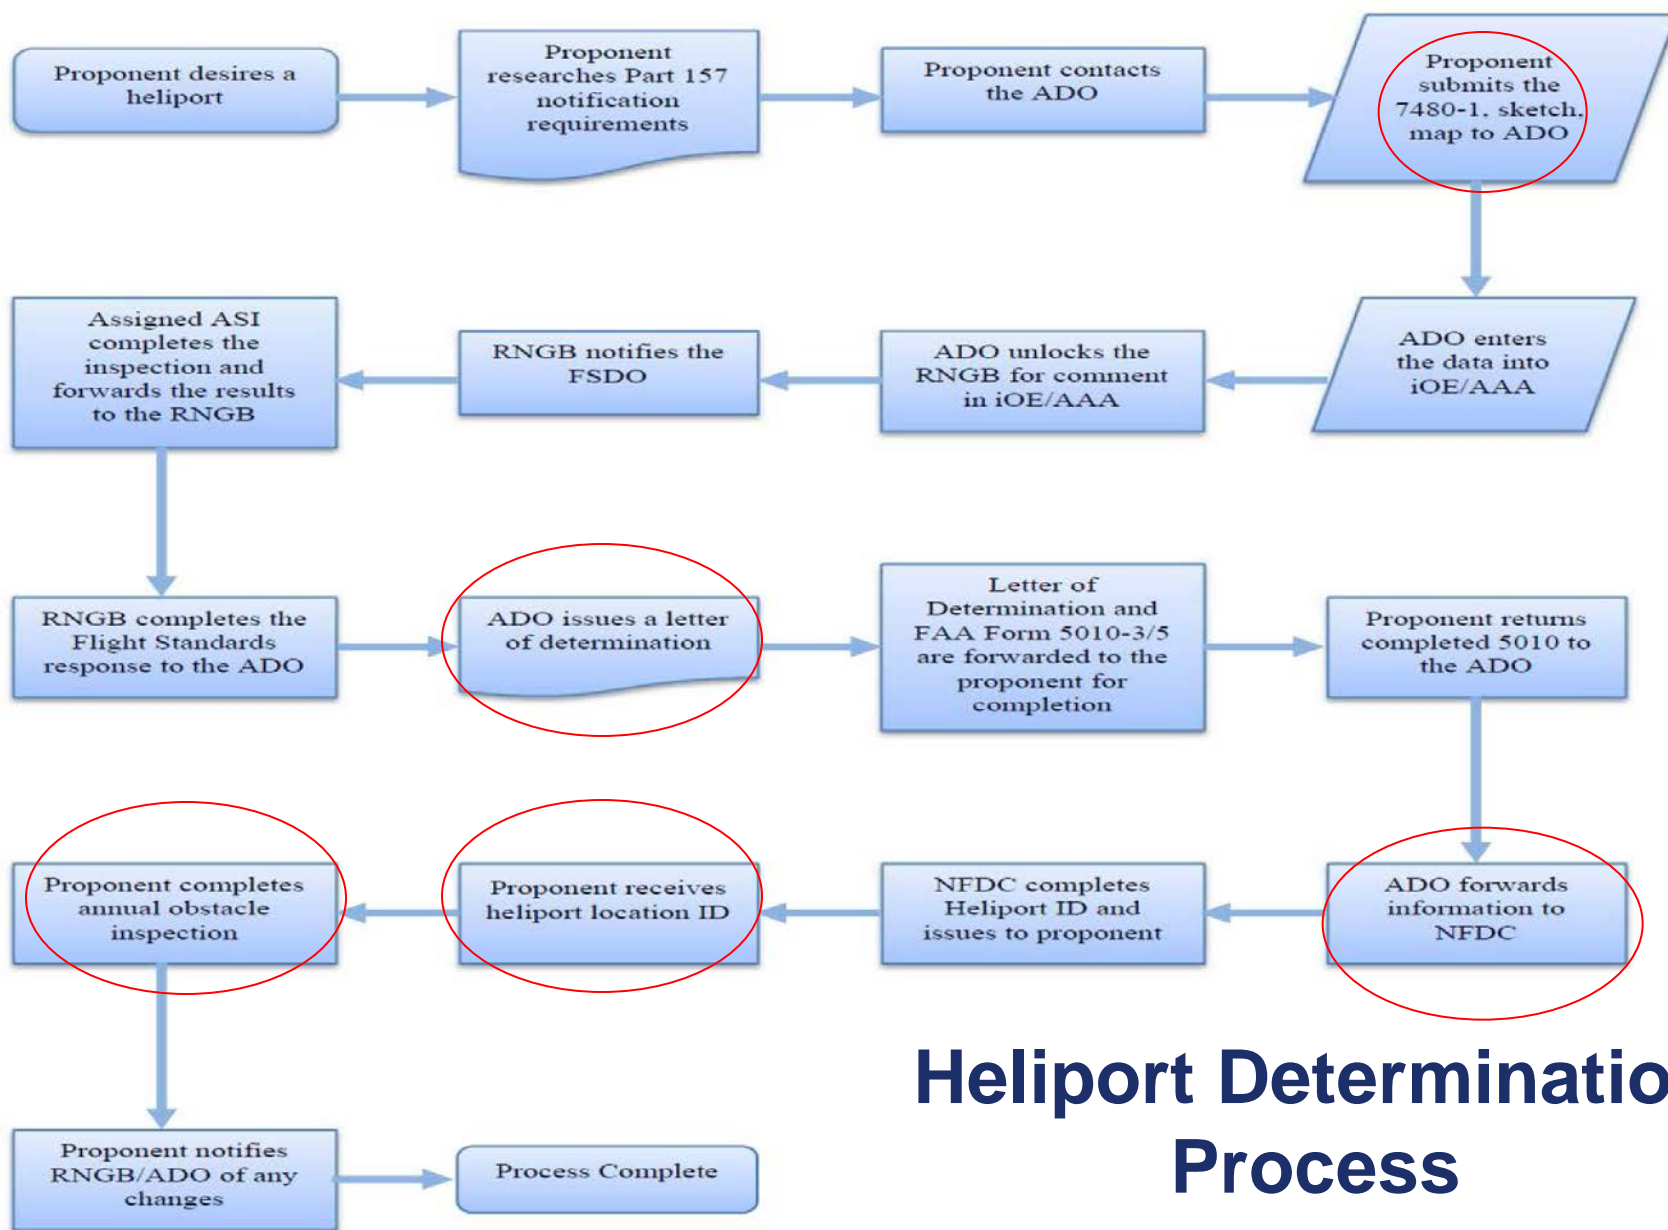 Proponent desires a
heliport
Proponent
researches Part 157
notification
requirements
Proponent contacts
the ADO
Proponent
submits the
7480-1, sketch,
map to ADO
ADO enters
the data into
iOE/AAA
ADO unlocks the
RNGB for comment
in iOE/AAA
RNGB notifies the
FSDO
Assigned ASI
completes the
inspection and
forwards the results
to the RNGB
RNGB completes the
Flight Standards
response to the ADO
ADO issues a letter
of determination
Letter of
Determination and
FAA Form 5010-3/5
are forwarded to the
proponent for
completion
Proponent returns
completed 5010 to
the ADO
ADO forwards
information to
NFDC
NFDC completes
Heliport ID and
issues to proponent
Proponent receives
heliport location ID
Proponent completes
annual obstacle
inspection
Proponent notifies
RNGB/ADO of any
changes
Process Complete
Heliport Determinatio
Process